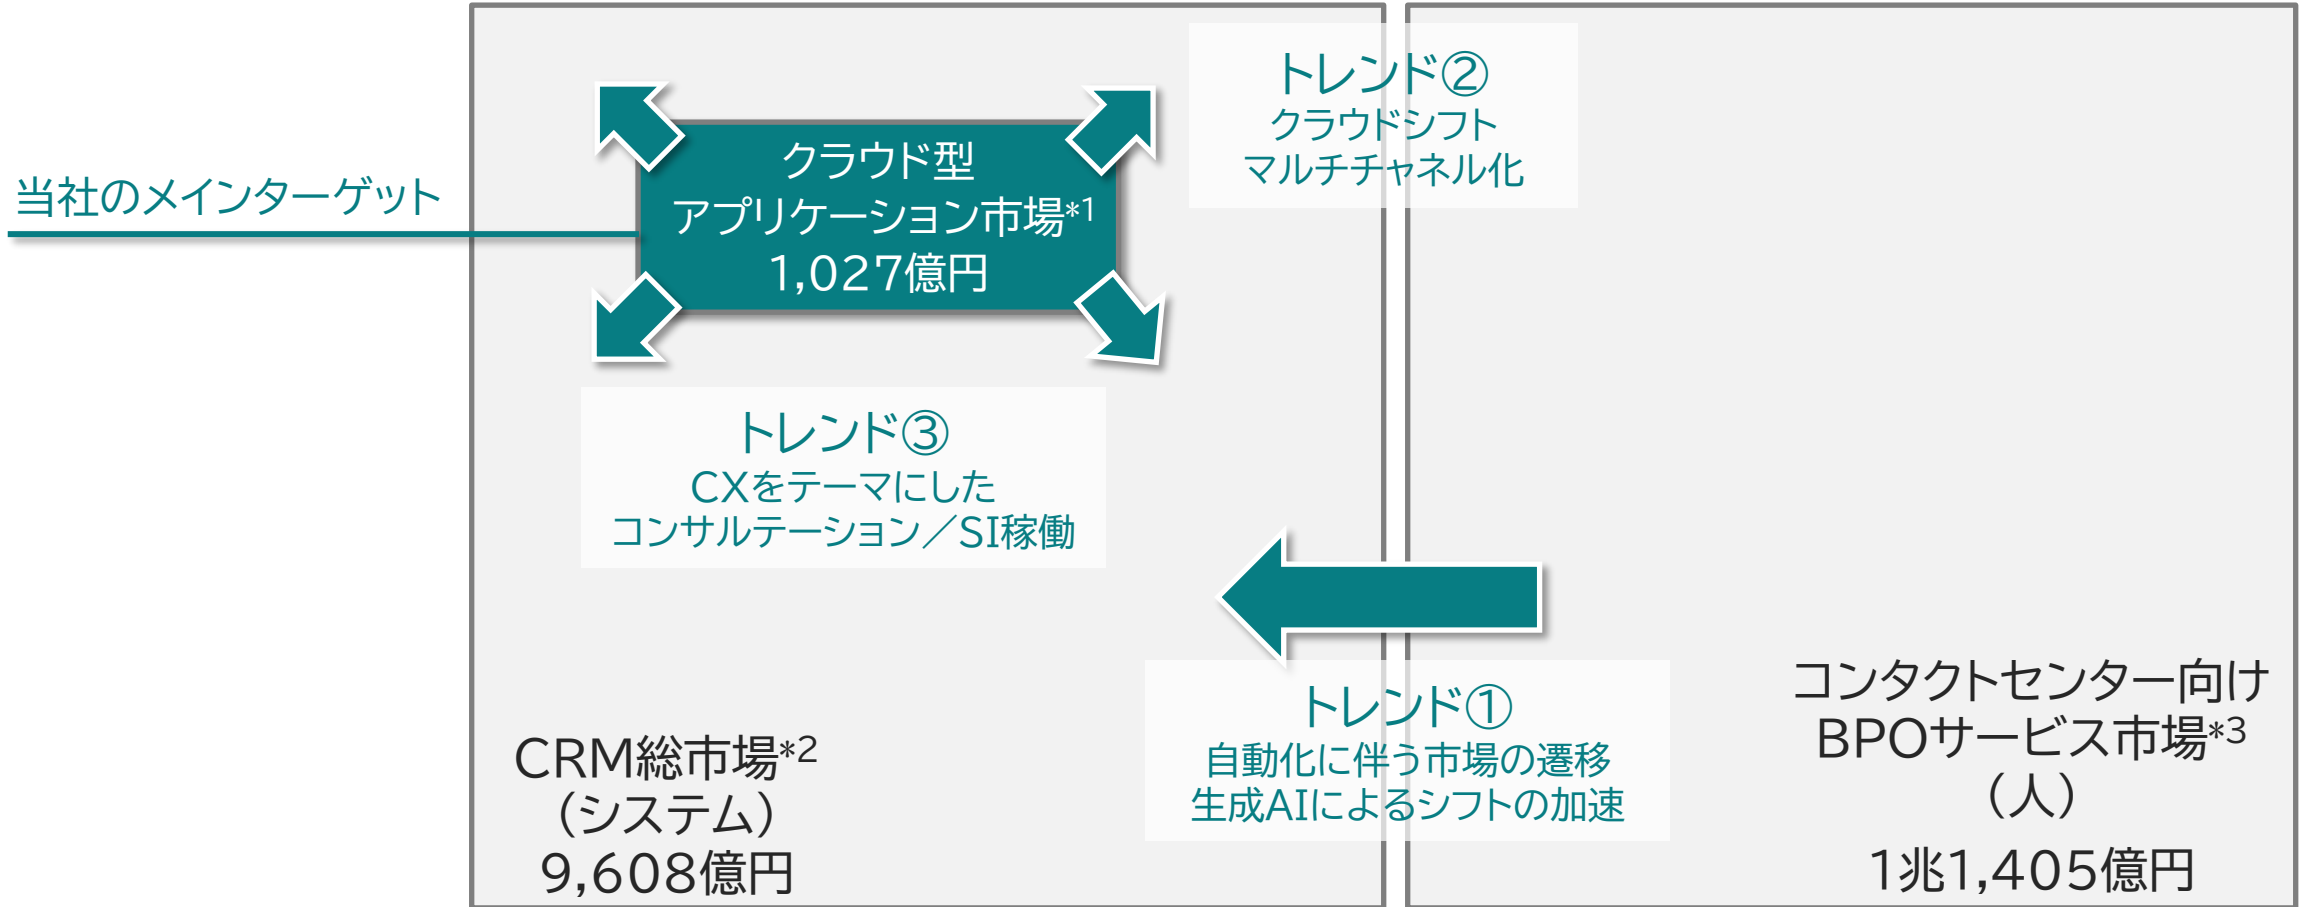 当社のメインターゲット
クラウド型
アプリケーション市場*1
1,027億円
トレンド②
クラウドシフト
マルチチャネル化
トレンド③
CXをテーマにした
コンサルテーション／SI稼働
トレンド①
自動化に伴う市場の遷移
生成AIによるシフトの加速
CRM総市場*2
（システム）
9,608億円
コンタクトセンター向け
BPOサービス市場*3
（人）
1兆1,405億円